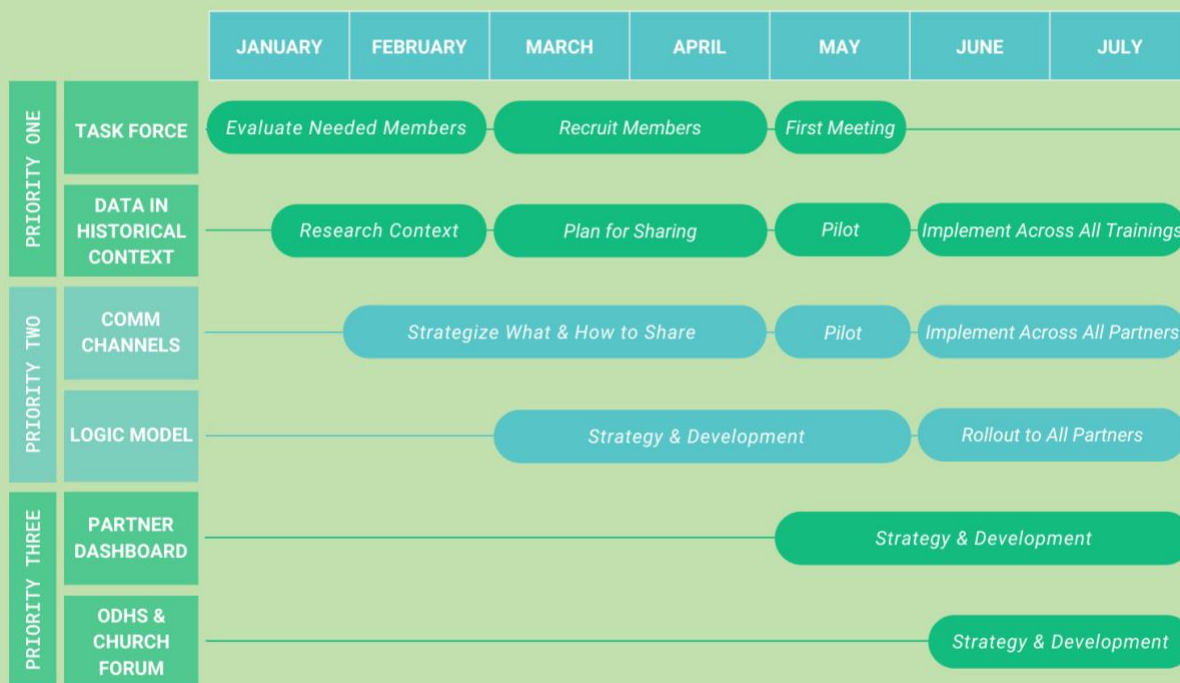 JANUARY FEBRUARY MARCH APRIL MAY JUNE JULY
PRIORITY ONE
TASK FORCE
Evaluate Needed Members
Recruit Members
First Meeting
DATA IN
HISTORICAL
CONTEXT
Research Context
Plan for Sharing
Pilot
Implement Across All Trainings
PRIORITY TWO
COMM
CHANNELS
Strategize What & How to Share
Pilot
Implement Across All Partners
LOGIC MODEL
Strategy & Development
Rollout to All Partners
PRIORITY THREE
PARTNER
DASHBOARD
Strategy & Development
ODHS &
CHURCH
FORUM
Strategy & Development